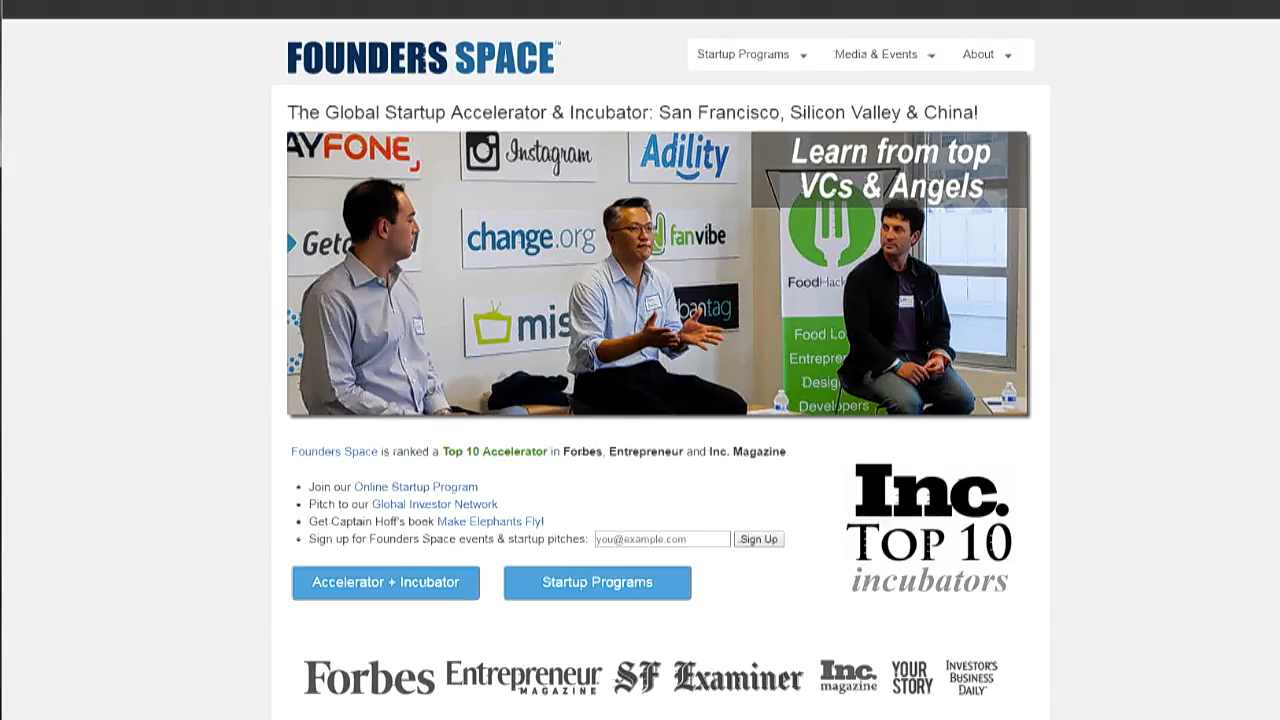 FOUNDERS SPACE™
Startup Programs
Media & Events
About
The Global Startup Accelerator & Incubator: San Francisco, Silicon Valley & China!
AYFONE
Instagram
Adility
Learn from top
VCs & Angels
change.org
fanvibe
FoodHack
mis
bantag
Food Lo
Entrepre
Desig
Developers
Founders Space is ranked a Top 10 Accelerator in Forbes, Entrepreneur and Inc. Magazine.
Join our Online Startup Program
Pitch to our Global Investor Network
Get Captain Hoff's book Make Elephants Fly!
Sign up for Founders Space events & startup pitches: you@example.com Sign Up
Accelerator + Incubator
Startup Programs
Inc.
TOP 10
incubators
Forbes
Entrepreneur
MAGAZINE
SF Examiner
Inc.
magazine
YOUR
STORY
INVESTOR'S
BUSINESS
DAILY